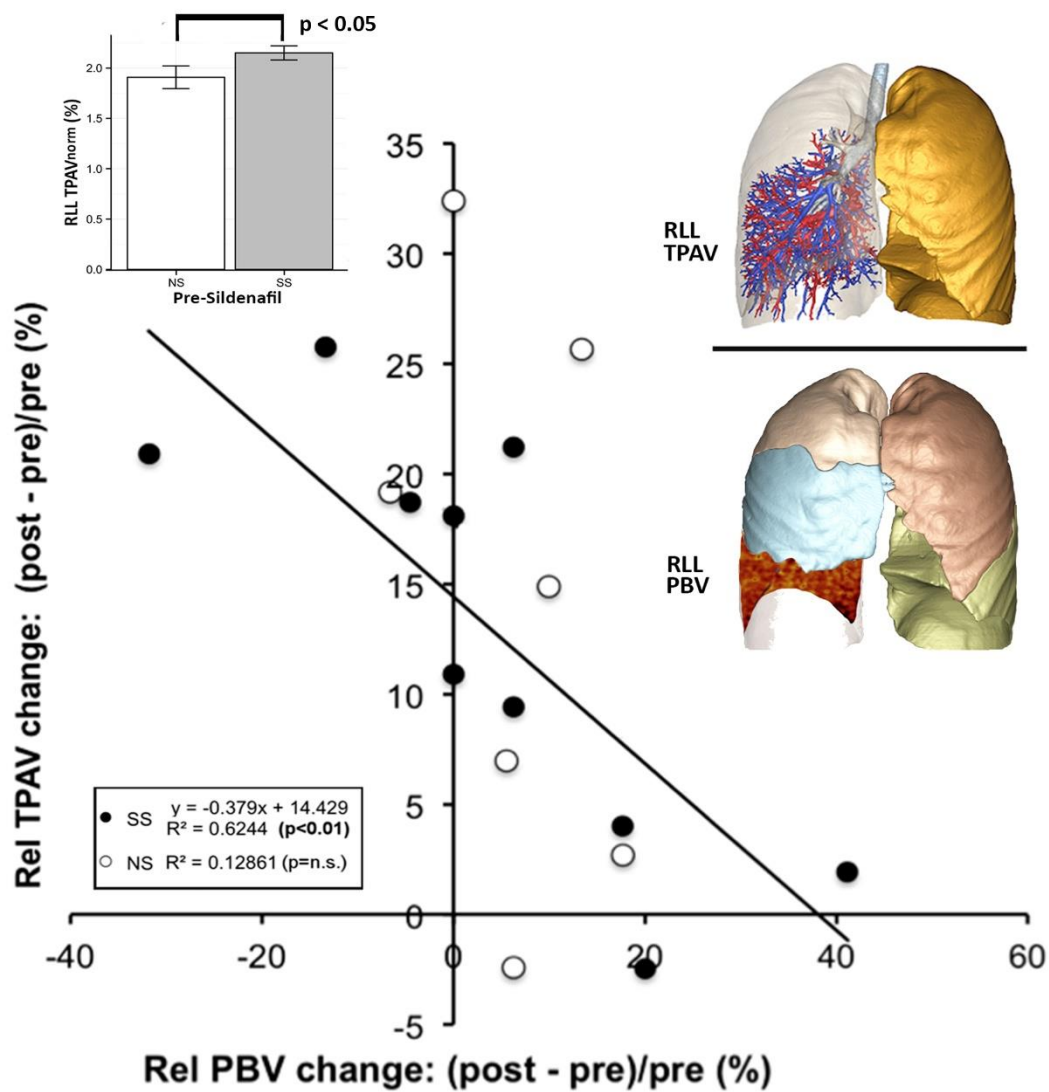 p < 0.05
RLL TPAVnorm (%)
2.0
1.5
1.0
0.5
0.0
NS SS
Pre-Sildenafil
RLL
TPAV
RLL
PBV
Rel TPAV change: (post - pre)/pre (%)
35
30
25
20
15
10
5
0
-5
● SS y = -0.379x + 14.429
R² = 0.6244 (p<0.01)
○ NS R² = 0.12861 (p=n.s.)
-40 -20 0 20 40 60
Rel PBV change: (post - pre)/pre (%)